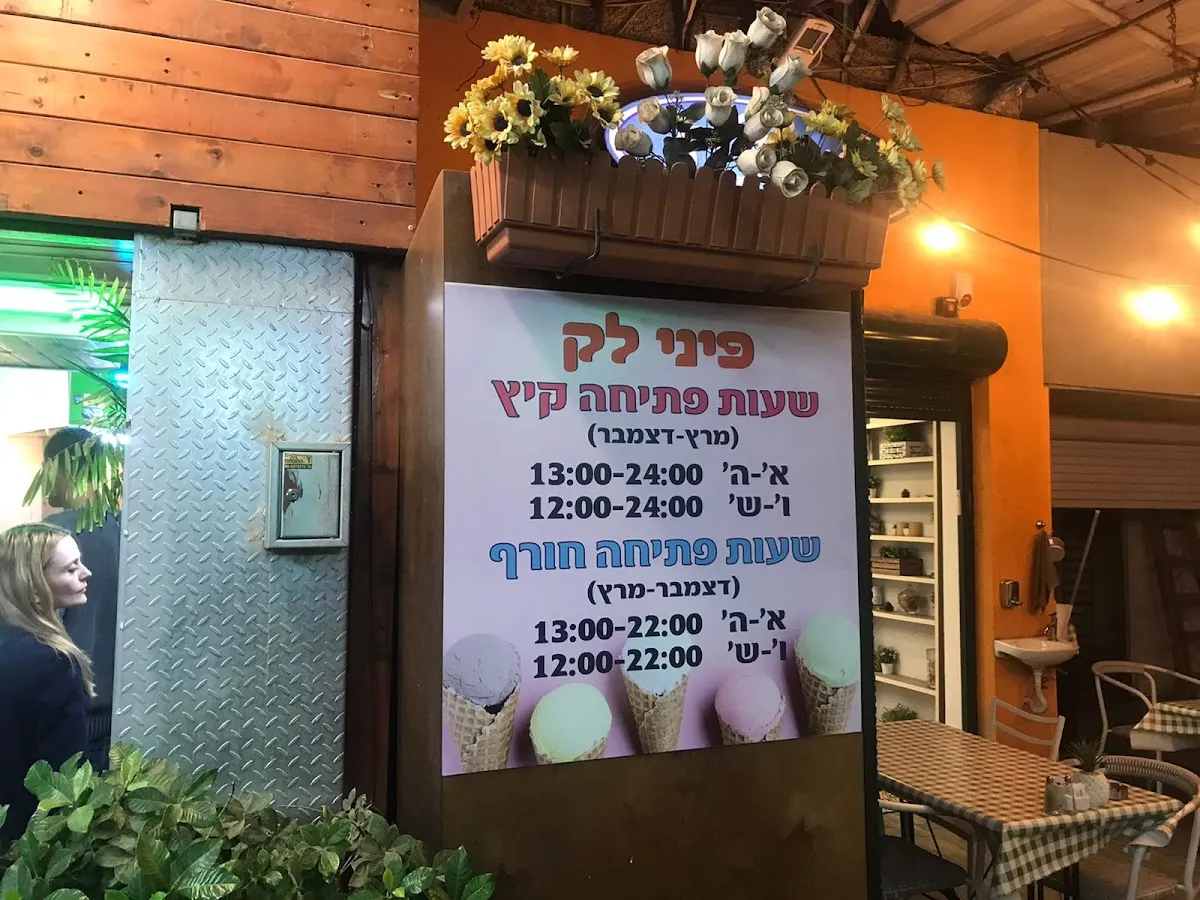 פיני לק
שעות פתיחה קיץ
(מרץ-דצמבר)
א'-ה' 13:00-24:00
ו'-ש' 12:00-24:00
שעות פתיחה חורף
(דצמבר-מרץ)
א'-ה' 13:00-22:00
ו'-ש' 12:00-22:00